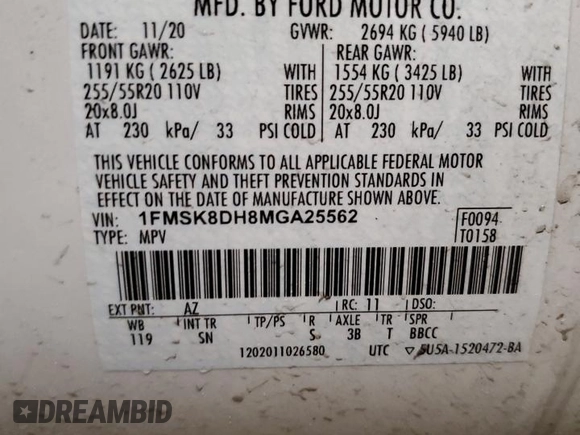 MFD. BY FORD MOTOR CO.
DATE: 11/20 GVWR: 2694 KG ( 5940 LB)
FRONT GAWR: REAR GAWR:
1191 KG ( 2625 LB) WITH 1554 KG ( 3425 LB) WITH
255/55R20 110V TIRES 255/55R20 110V TIRES
20x8.0J RIMS 20x8.0J RIMS
AT 230 kPa/ 33 PSI COLD AT 230 kPa/ 33 PSI COLD
THIS VEHICLE CONFORMS TO ALL APPLICABLE FEDERAL MOTOR
VEHICLE SAFETY AND THEFT PREVENTION STANDARDS IN
EFFECT ON THE DATE OF MANUFACTURE SHOWN ABOVE.
VIN: 1FMSK8DH8MGA25562 F0094
TYPE: MPV T0158
EXT PNT: AZ RC: 11 DSO:
WB INT TR TP/PS R AXLE TR SPR
119 SN S 3B T BBCC
1202011026580 UTC ▽5U5A-1520472-BA
DREAMBID